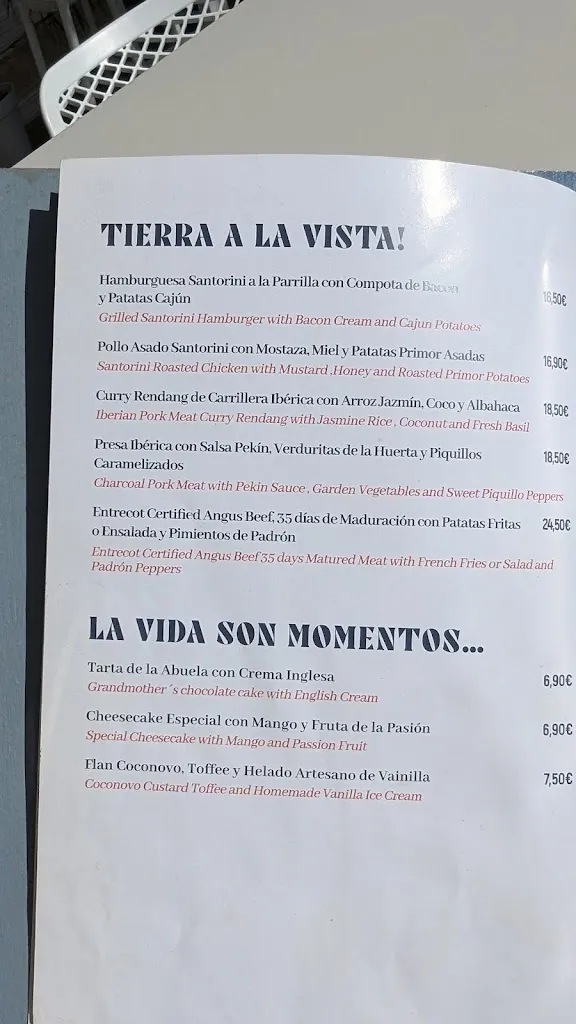 TIERRA A LA VISTA!
Hamburguesa Santorini a la Parrilla con Compota de Bacon
y Patatas Cajún
16,50€
Grilled Santorini Hamburger with Bacon Cream and Cajun Potatoes
Pollo Asado Santorini con Mostaza, Miel y Patatas Primor Asadas
16,90€
Santorini Roasted Chicken with Mustard ,Honey and Roasted Primor Potatoes
Curry Rendang de Carrillera Ibérica con Arroz Jazmín, Coco y Albahaca
18,50€
Iberian Pork Meat Curry Rendang with Jasmine Rice , Coconut and Fresh Basil
Presa Ibérica con Salsa Pekín, Verduritas de la Huerta y Piquillos
Caramelizados
18,50€
Charcoal Pork Meat with Pekin Sauce , Garden Vegetables and Sweet Piquillo Peppers
Entrecot Certified Angus Beef, 35 días de Maduración con Patatas Fritas
o Ensalada y Pimientos de Padrón
24,50€
Entrecot Certified Angus Beef 35 days Matured Meat with French Fries or Salad and
Padrón Peppers
LA VIDA SON MOMENTOS...
Tarta de la Abuela con Crema Inglesa
6,90€
Grandmother´s chocolate cake with English Cream
Cheesecake Especial con Mango y Fruta de la Pasión
6,90€
Special Cheesecake with Mango and Passion Fruit
Flan Coconovo, Toffee y Helado Artesano de Vainilla
7,50€
Coconovo Custard Toffee and Homemade Vanilla Ice Cream